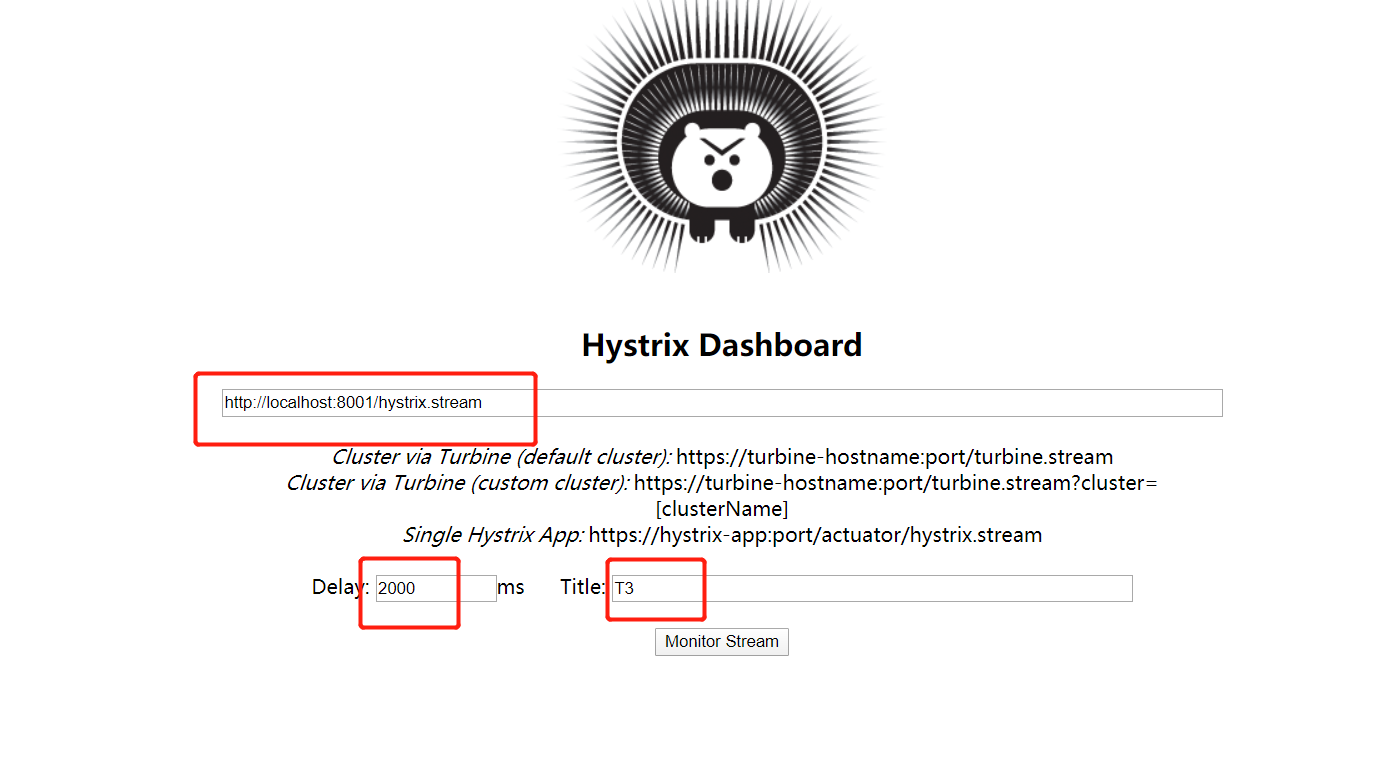 Hystrix Dashboard
http://localhost:8001/hystrix.stream
Cluster via Turbine (default cluster): https://turbine-hostname:port/turbine.stream
Cluster via Turbine (custom cluster): https://turbine-hostname:port/turbine.stream?cluster=
[clusterName]
Single Hystrix App: https://hystrix-app:port/actuator/hystrix.stream
Delay: 2000 ms Title: T3
Monitor Stream